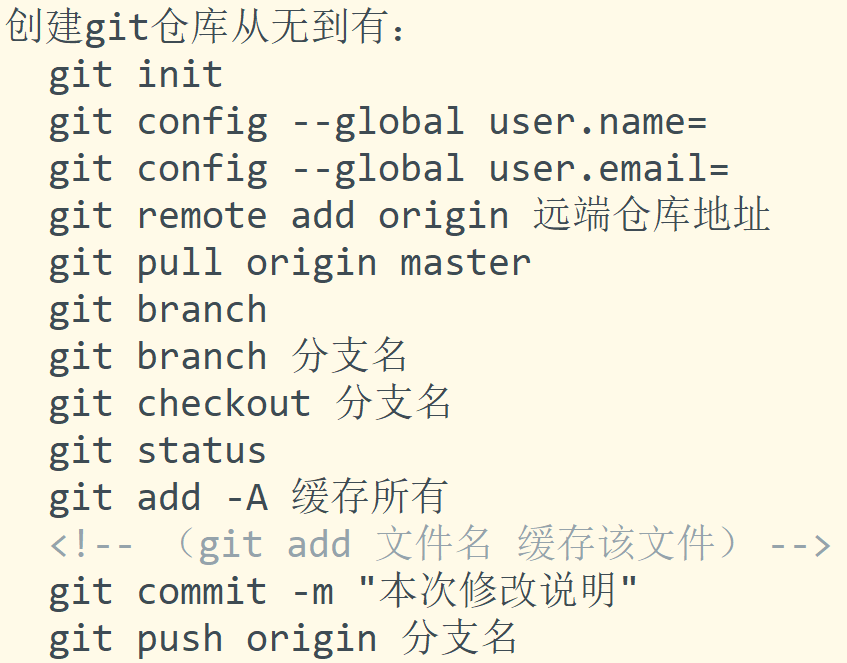 创建git仓库从无到有：
git init
git config --global user.name=
git config --global user.email=
git remote add origin 远端仓库地址
git pull origin master
git branch
git branch 分支名
git checkout 分支名
git status
git add -A 缓存所有
<!-- （git add 文件名 缓存该文件） -->
git commit -m "本次修改说明"
git push origin 分支名